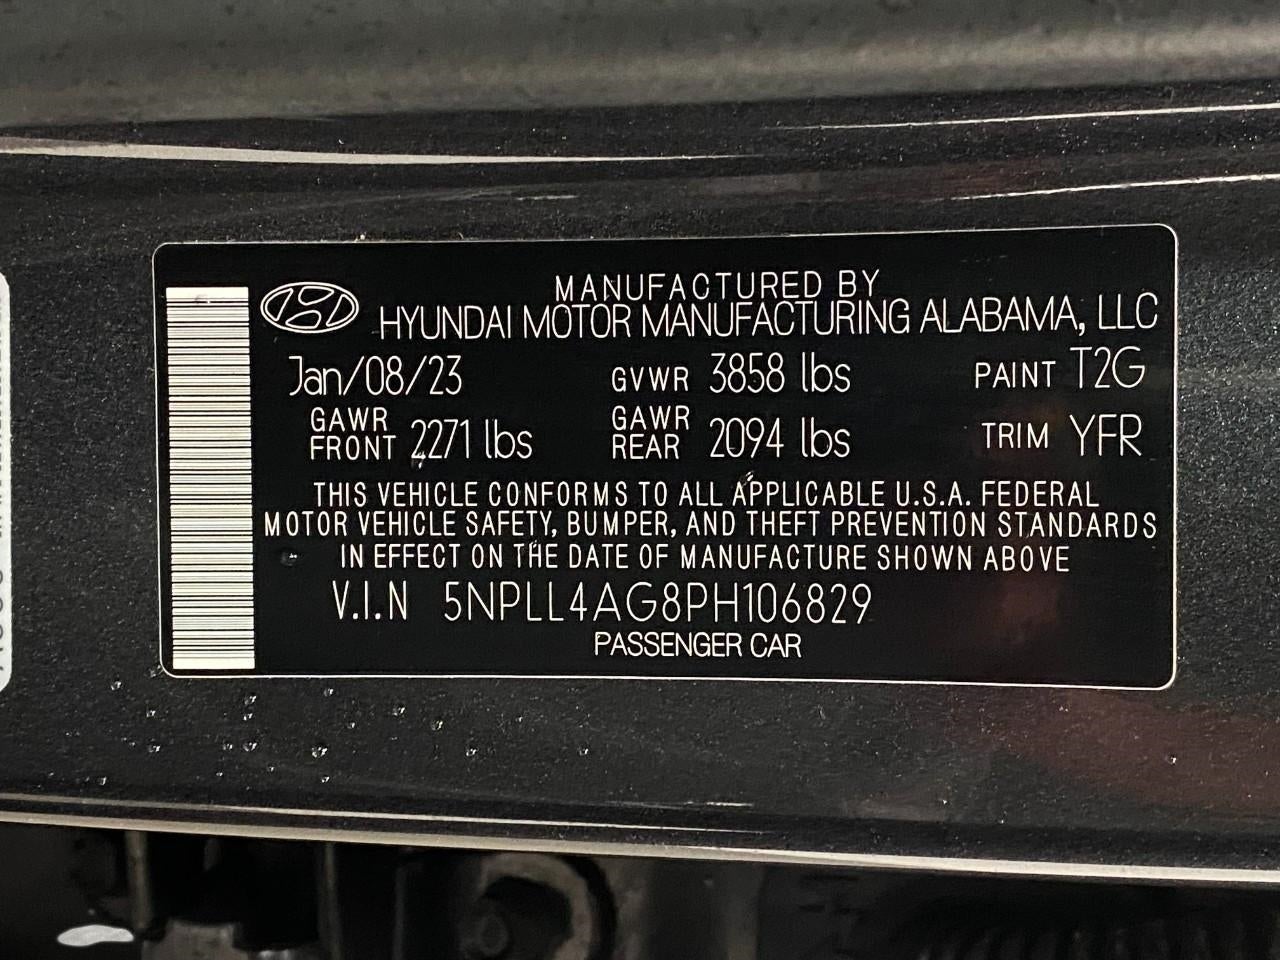 MANUFACTURED BY
HYUNDAI MOTOR MANUFACTURING ALABAMA, LLC
Jan/08/23 GVWR 3858 lbs PAINT T2G
GAWR FRONT 2271 lbs GAWR REAR 2094 lbs TRIM YFR
THIS VEHICLE CONFORMS TO ALL APPLICABLE U.S.A. FEDERAL
MOTOR VEHICLE SAFETY, BUMPER, AND THEFT PREVENTION STANDARDS
IN EFFECT ON THE DATE OF MANUFACTURE SHOWN ABOVE
V.I.N 5NPLL4AG8PH106829
PASSENGER CAR